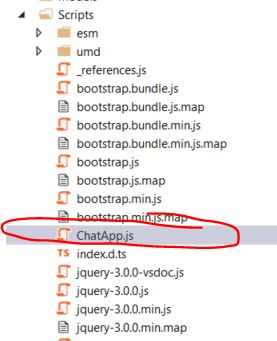 Scripts
esm
umd
_references.js
bootstrap.bundle.js
bootstrap.bundle.js.map
bootstrap.bundle.min.js
bootstrap.bundle.min.js.map
bootstrap.js
bootstrap.js.map
bootstrap.min.js
bootstrap.min.js.map
ChatApp.js
TS index.d.ts
jquery-3.0.0-vsdoc.js
jquery-3.0.0.js
jquery-3.0.0.min.js
jquery-3.0.0.min.map